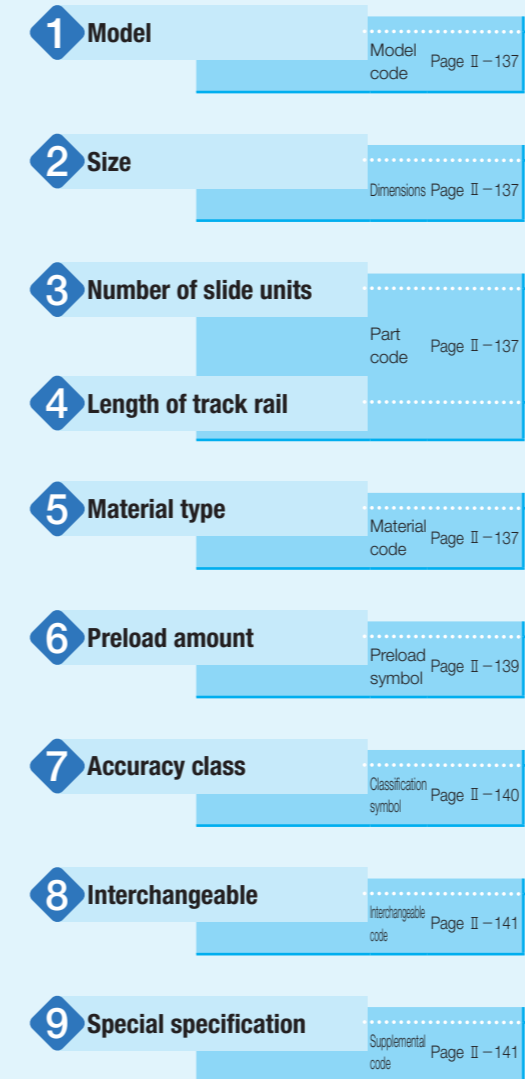 1 Model
Model code Page Ⅱ−137
2 Size
Dimensions Page Ⅱ−137
3 Number of slide units
Part code Page Ⅱ−137
4 Length of track rail
5 Material type
Material code Page Ⅱ−137
6 Preload amount
Preload symbol Page Ⅱ−139
7 Accuracy class
Classification symbol Page Ⅱ−140
8 Interchangeable
Interchangeable code Page Ⅱ−141
9 Special specification
Supplemental code Page Ⅱ−141